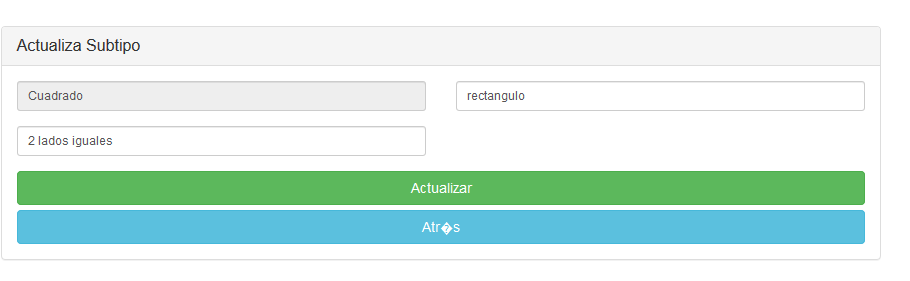 Actualiza Subtipo
Cuadrado
rectangulo
2 lados iguales
Actualizar
Atr�s